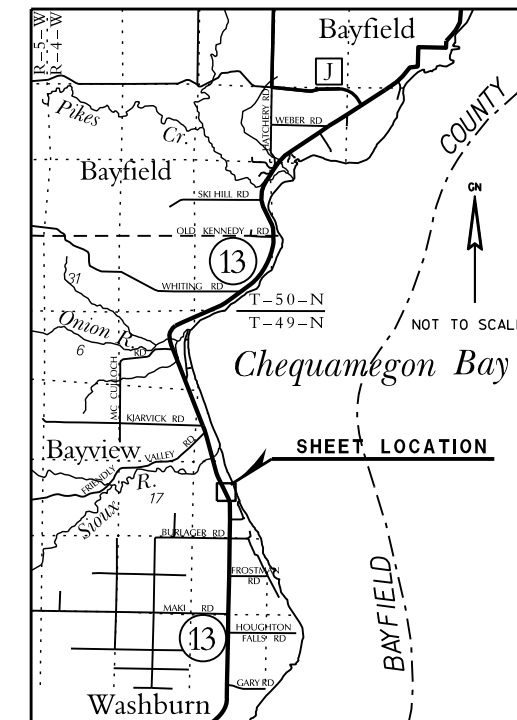 R-5-W
R-4-W
Bayfield
J
HATCHERY RD
WEBER RD
Pikes Cr.
COUNTY
Bayfield
SKI HILL RD
GN
OLD KENNEDY RD
13
31
WHITING RD
T-50-N
T-49-N
NOT TO SCALE
Onion R.
6
MC CULLOCH RD
Chequamegon Bay
KJARVICK RD
Bayview
FRIENDLY VALLEY RD
SHEET LOCATION
Sioux R.
17
BURLAGER RD
FROSTMAN
RD
BAYFIELD
MAKI RD
13
HOUGHTON
FALLS RD
GARY RD
Washburn